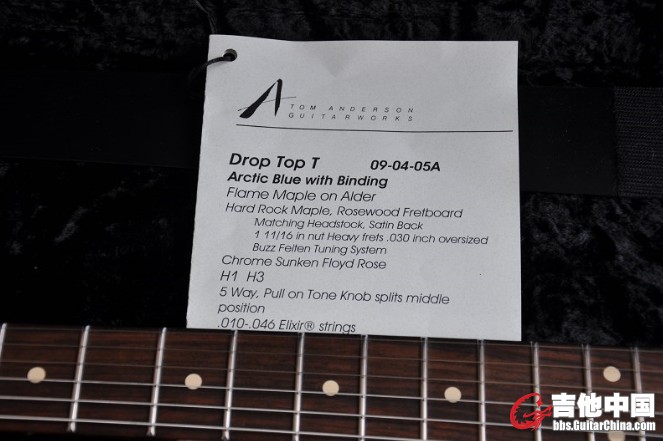 A
TOM ANDERSON
GUITARWORKS
Drop Top T 09-04-05A
Arctic Blue with Binding
Flame Maple on Alder
Hard Rock Maple, Rosewood Fretboard
Matching Headstock, Satin Back
1 11/16 in nut Heavy frets .030 inch oversized
Buzz Feiten Tuning System
Chrome Sunken Floyd Rose
H1 H3
5 Way, Pull on Tone Knob splits middle
position
.010-.046 Elixir® strings
吉他中国
bbs.GuitarChina.com